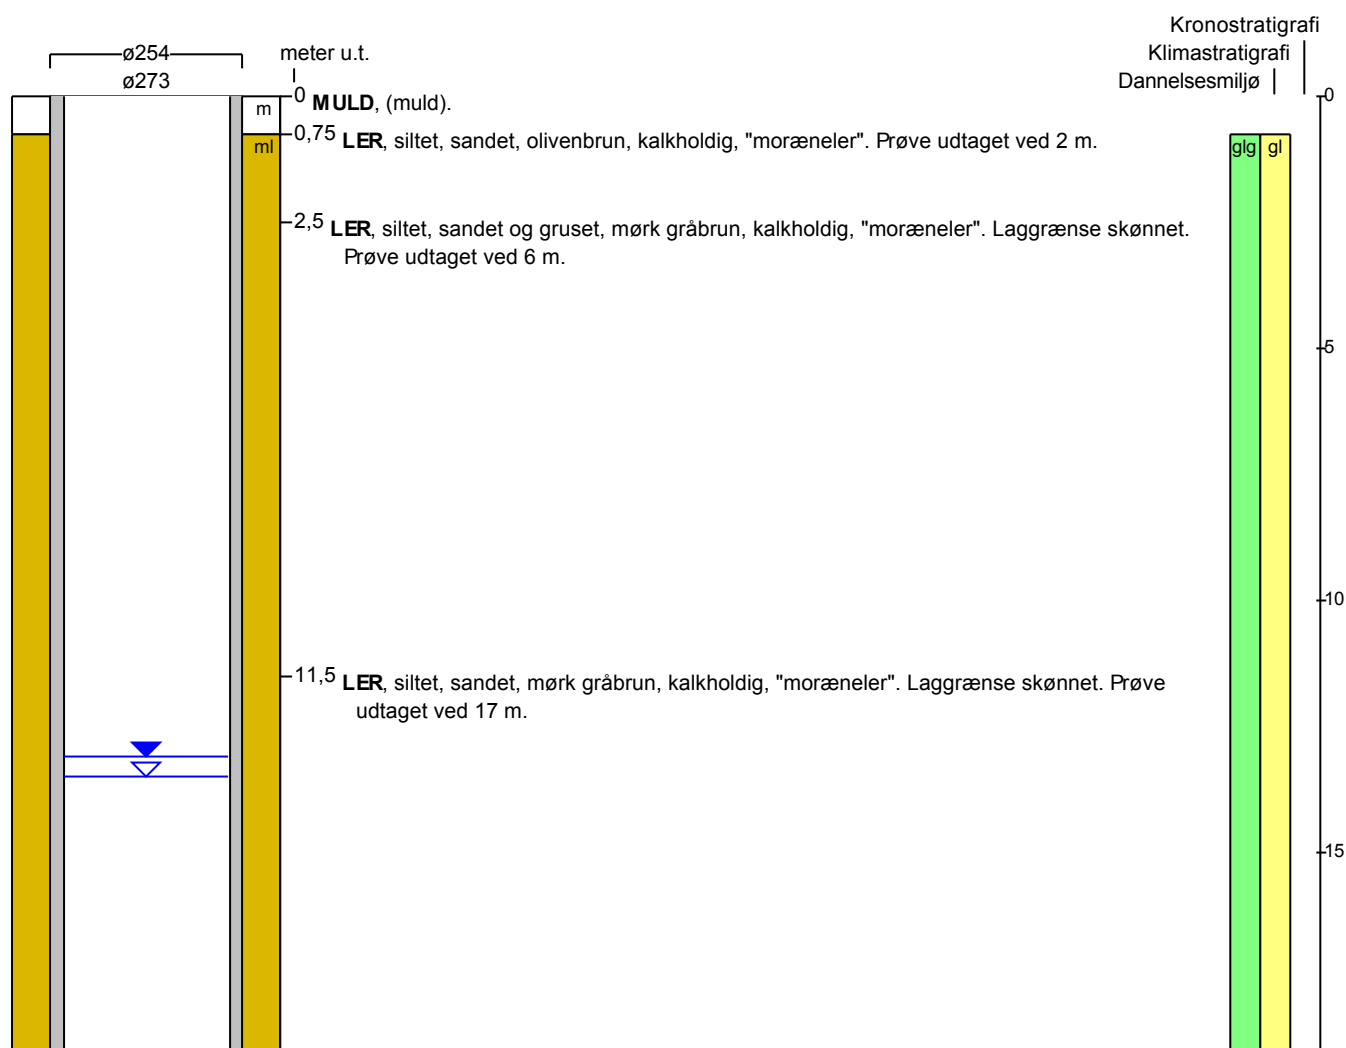 Kronostratigrafi
ø254
meter u.t.
Klimastratigrafi
ø273
Dannelsesmiljø
0
MULD, (muld).
0
m
0,75
LER, siltet, sandet, olivenbrun, kalkholdig, "moræneler". Prøve udtaget ved 2 m.
ml
glg
gl
2,5
LER, siltet, sandet og gruset, mørk gråbrun, kalkholdig, "moræneler". Laggrænse skønnet.
Prøve udtaget ved 6 m.
5
10
11,5
LER, siltet, sandet, mørk gråbrun, kalkholdig, "moræneler". Laggrænse skønnet. Prøve
udtaget ved 17 m.
15